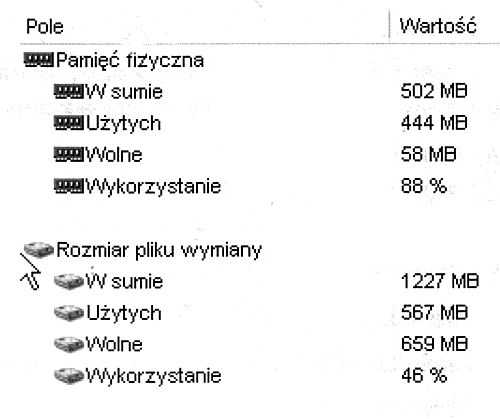 Pole Wartość
Pamięć fizyczna
W sumie 502 MB
Użytych 444 MB
Wolne 58 MB
Wykorzystanie 88 %
Rozmiar pliku wymiany
W sumie 1227 MB
Użytych 567 MB
Wolne 659 MB
Wykorzystanie 46 %